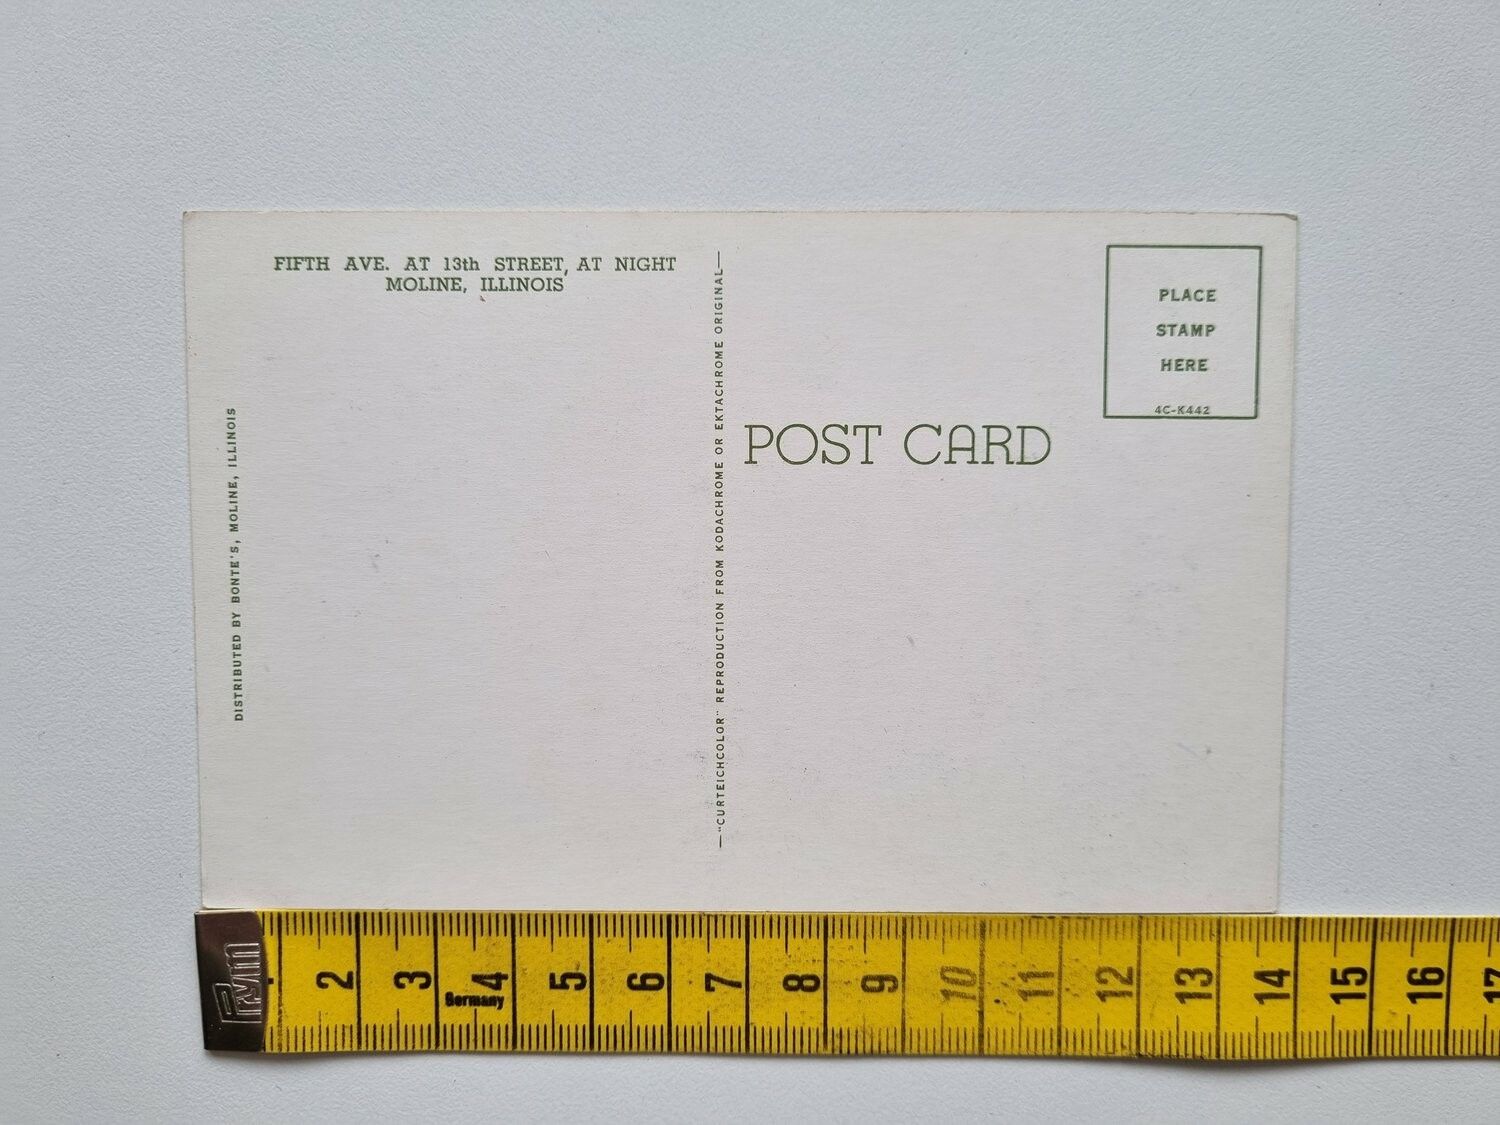 FIFTH AVE. AT 13th STREET, AT NIGHT
MOLINE, ILLINOIS
DISTRIBUTED BY BONTE'S, MOLINE, ILLINOIS
—"CURTEICHCOLOR" REPRODUCTION FROM KODACHROME OR EKTACHROME ORIGINAL—
POST CARD
PLACE
STAMP
HERE
4C-K442
Prym
2 3 4 5 6 7 8 9 10 11 12 13 14 15 16 17
Germany